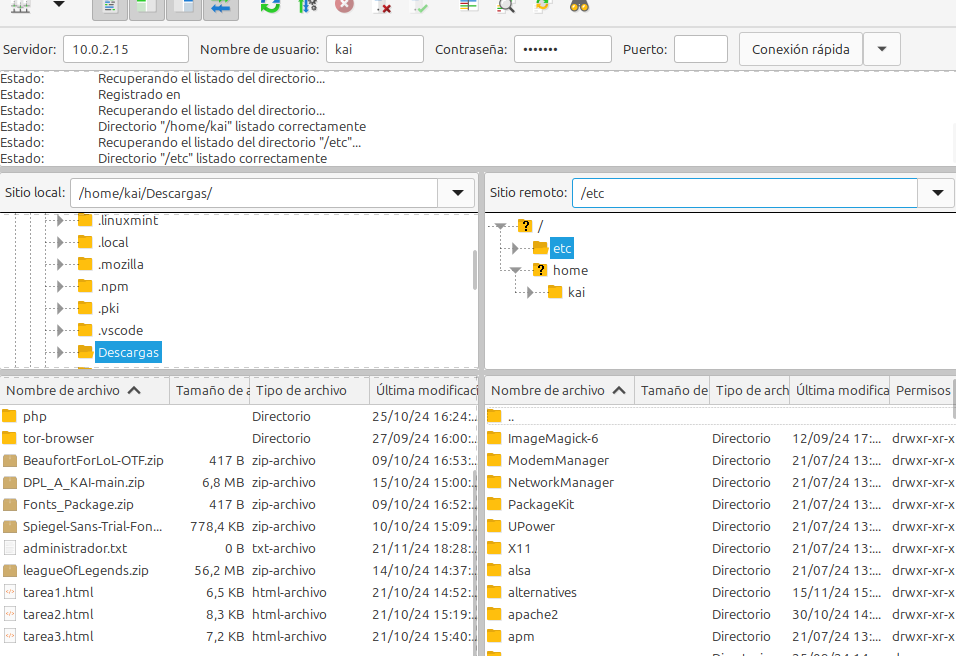 Servidor: 10.0.2.15 Nombre de usuario: kai Contraseña: ••••••• Puerto: Conexión rápida
Estado: Recuperando el listado del directorio...
Estado: Registrado en
Estado: Recuperando el listado del directorio...
Estado: Directorio "/home/kai" listado correctamente
Estado: Recuperando el listado del directorio "/etc"...
Estado: Directorio "/etc" listado correctamente
Sitio local: /home/kai/Descargas/
.linuxmint
.local
.mozilla
.npm
.pki
.vscode
Descargas
Sitio remoto: /etc
? /
etc
? home
kai
Nombre de archivo Tamaño de a Tipo de archivo Última modificaci
php Directorio 25/10/24 16:24:..
tor-browser Directorio 27/09/24 16:00:..
BeaufortForLoL-OTF.zip 417 B zip-archivo 09/10/24 16:53:..
DPL_A_KAI-main.zip 6,8 MB zip-archivo 15/10/24 15:00:..
Fonts_Package.zip 417 B zip-archivo 09/10/24 16:52:..
Spiegel-Sans-Trial-Fon... 778,4 KB zip-archivo 10/10/24 15:09:..
administrador.txt 0 B txt-archivo 21/11/24 18:28:..
leagueOfLegends.zip 56,2 MB zip-archivo 14/10/24 14:37:..
tarea1.html 6,5 KB html-archivo 21/10/24 14:52:..
tarea2.html 8,3 KB html-archivo 21/10/24 15:19:..
tarea3.html 7,2 KB html-archivo 21/10/24 15:40:..
Nombre de archivo Tamaño de Tipo de arch Última modifica Permisos
..
ImageMagick-6 Directorio 12/09/24 17:... drwxr-xr-x
ModemManager Directorio 21/07/24 13:... drwxr-xr-x
NetworkManager Directorio 21/07/24 13:... drwxr-xr-x
PackageKit Directorio 21/07/24 13:... drwxr-xr-x
UPower Directorio 21/07/24 13:... drwxr-xr-x
X11 Directorio 21/07/24 13:... drwxr-xr-x
alsa Directorio 21/07/24 13:... drwxr-xr-x
alternatives Directorio 15/11/24 15:... drwxr-xr-x
apache2 Directorio 30/10/24 14:... drwxr-xr-x
apm Directorio 21/07/24 13:... drwxr-xr-x